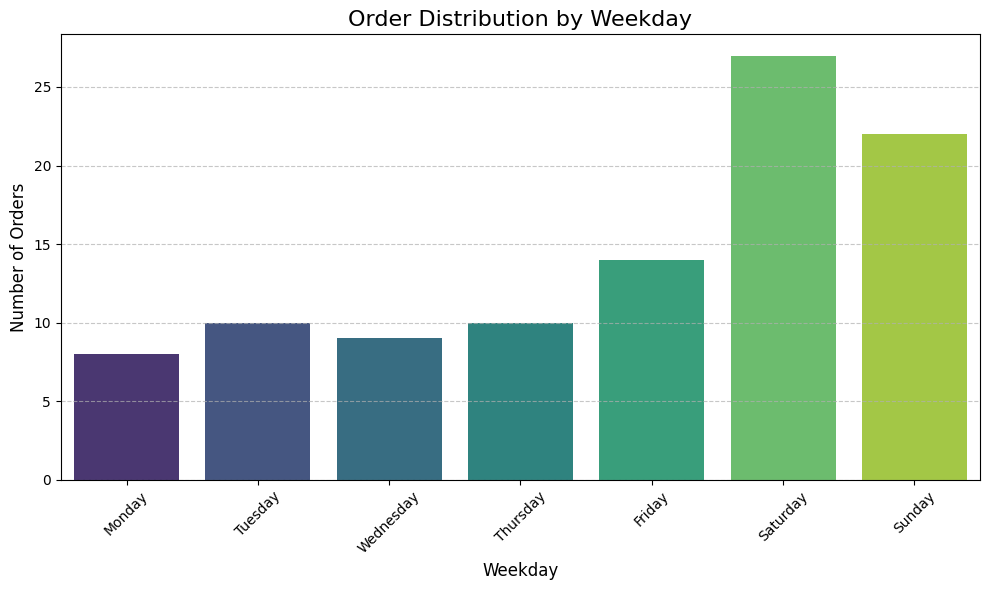 Order Distribution by Weekday
Number of Orders
25
20
15
10
5
0
Monday
Tuesday
Wednesday
Thursday
Friday
Saturday
Sunday
Weekday